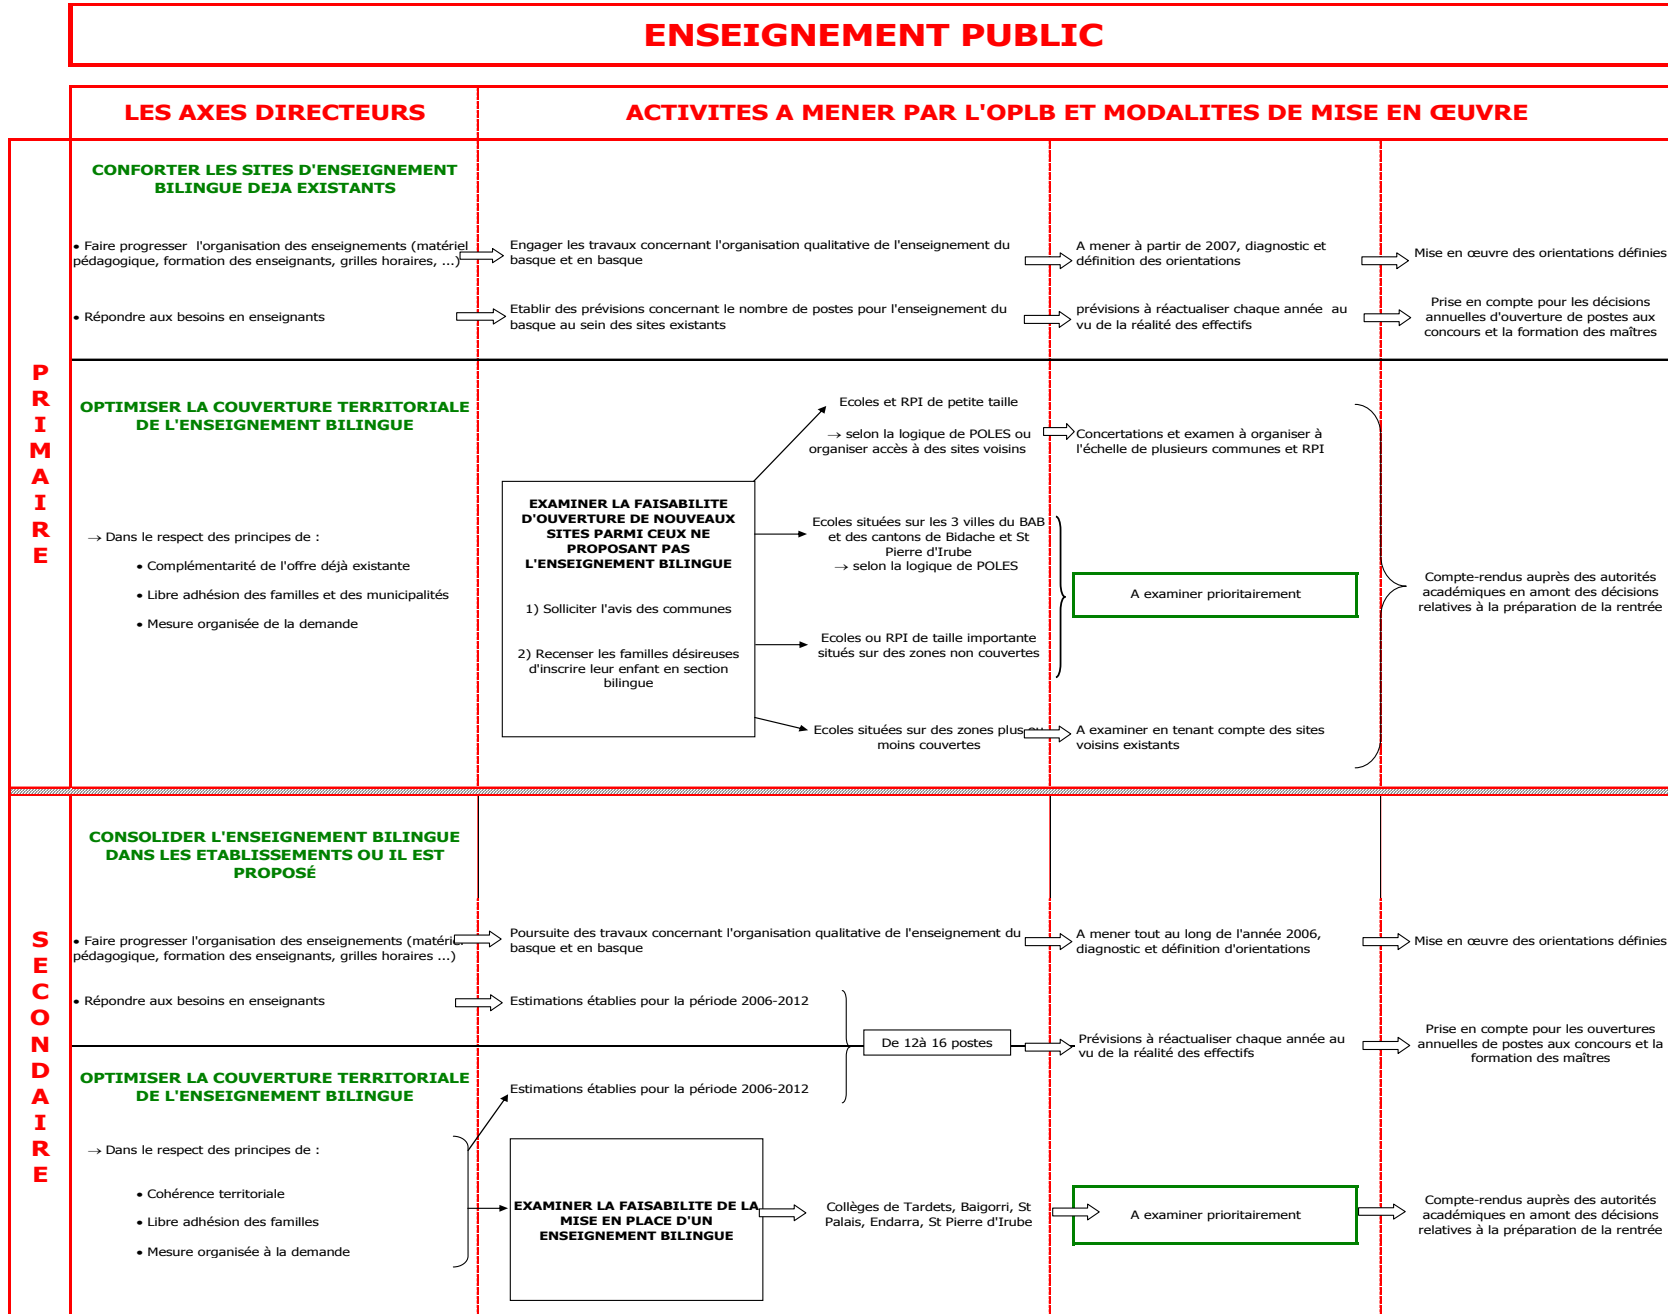 ENSEIGNEMENT PUBLIC
LES AXES DIRECTEURS
ACTIVITES A MENER PAR L'OPLB ET MODALITES DE MISE EN ŒUVRE
PRIMAIRE
CONFORTER LES SITES D'ENSEIGNEMENT
BILINGUE DEJA EXISTANTS
• Faire progresser l'organisation des enseignements (matériel
pédagogique, formation des enseignants, grilles horaires, ...)
Engager les travaux concernant l'organisation qualitative de l'enseignement du
basque et en basque
A mener à partir de 2007, diagnostic et
définition des orientations
Mise en œuvre des orientations définies
• Répondre aux besoins en enseignants
Etablir des prévisions concernant le nombre de postes pour l'enseignement du
basque au sein des sites existants
prévisions à réactualiser chaque année au
vu de la réalité des effectifs
Prise en compte pour les décisions
annuelles d'ouverture de postes aux
concours et la formation des maîtres
OPTIMISER LA COUVERTURE TERRITORIALE
DE L'ENSEIGNEMENT BILINGUE
→ Dans le respect des principes de :
• Complémentarité de l'offre déjà existante
• Libre adhésion des familles et des municipalités
• Mesure organisée de la demande
EXAMINER LA FAISABILITE
D'OUVERTURE DE NOUVEAUX
SITES PARMI CEUX NE
PROPOSANT PAS
L'ENSEIGNEMENT BILINGUE
1) Solliciter l'avis des communes
2) Recenser les familles désireuses
d'inscrire leur enfant en section
bilingue
Ecoles et RPI de petite taille
→ selon la logique de POLES ou
organiser accès à des sites voisins
Concertations et examen à organiser à
l'échelle de plusieurs communes et RPI
Ecoles situées sur les 3 villes du BAB
et des cantons de Bidache et St
Pierre d'Irube
→ selon la logique de POLES
Ecoles ou RPI de taille importante
situés sur des zones non couvertes
A examiner prioritairement
Ecoles situées sur des zones plus ou
moins couvertes
A examiner en tenant compte des sites
voisins existants
Compte-rendus auprès des autorités
académiques en amont des décisions
relatives à la préparation de la rentrée
SECONDAIRE
CONSOLIDER L'ENSEIGNEMENT BILINGUE
DANS LES ETABLISSEMENTS OU IL EST
PROPOSÉ
• Faire progresser l'organisation des enseignements (matériel
pédagogique, formation des enseignants, grilles horaires ...)
Poursuite des travaux concernant l'organisation qualitative de l'enseignement du
basque et en basque
A mener tout au long de l'année 2006,
diagnostic et définition d'orientations
Mise en œuvre des orientations définies
• Répondre aux besoins en enseignants
Estimations établies pour la période 2006-2012
De 12à 16 postes
Prévisions à réactualiser chaque année au
vu de la réalité des effectifs
Prise en compte pour les ouvertures
annuelles de postes aux concours et la
formation des maîtres
OPTIMISER LA COUVERTURE TERRITORIALE
DE L'ENSEIGNEMENT BILINGUE
Estimations établies pour la période 2006-2012
→ Dans le respect des principes de :
• Cohérence territoriale
• Libre adhésion des familles
• Mesure organisée à la demande
EXAMINER LA FAISABILITE DE LA
MISE EN PLACE D'UN
ENSEIGNEMENT BILINGUE
Collèges de Tardets, Baigorri, St
Palais, Endarra, St Pierre d'Irube
A examiner prioritairement
Compte-rendus auprès des autorités
académiques en amont des décisions
relatives à la préparation de la rentrée